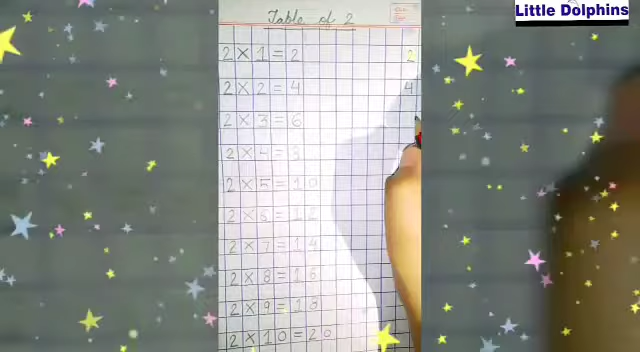 Little Dolphins
Table of 2
2 × 1 = 2 2
2 × 2 = 4 4
2 × 3 = 6
2 × 4 = 8
2 × 5 = 10
2 × 6 = 12
2 × 7 = 14
2 × 8 = 16
2 × 9 = 18
2 × 10 = 20